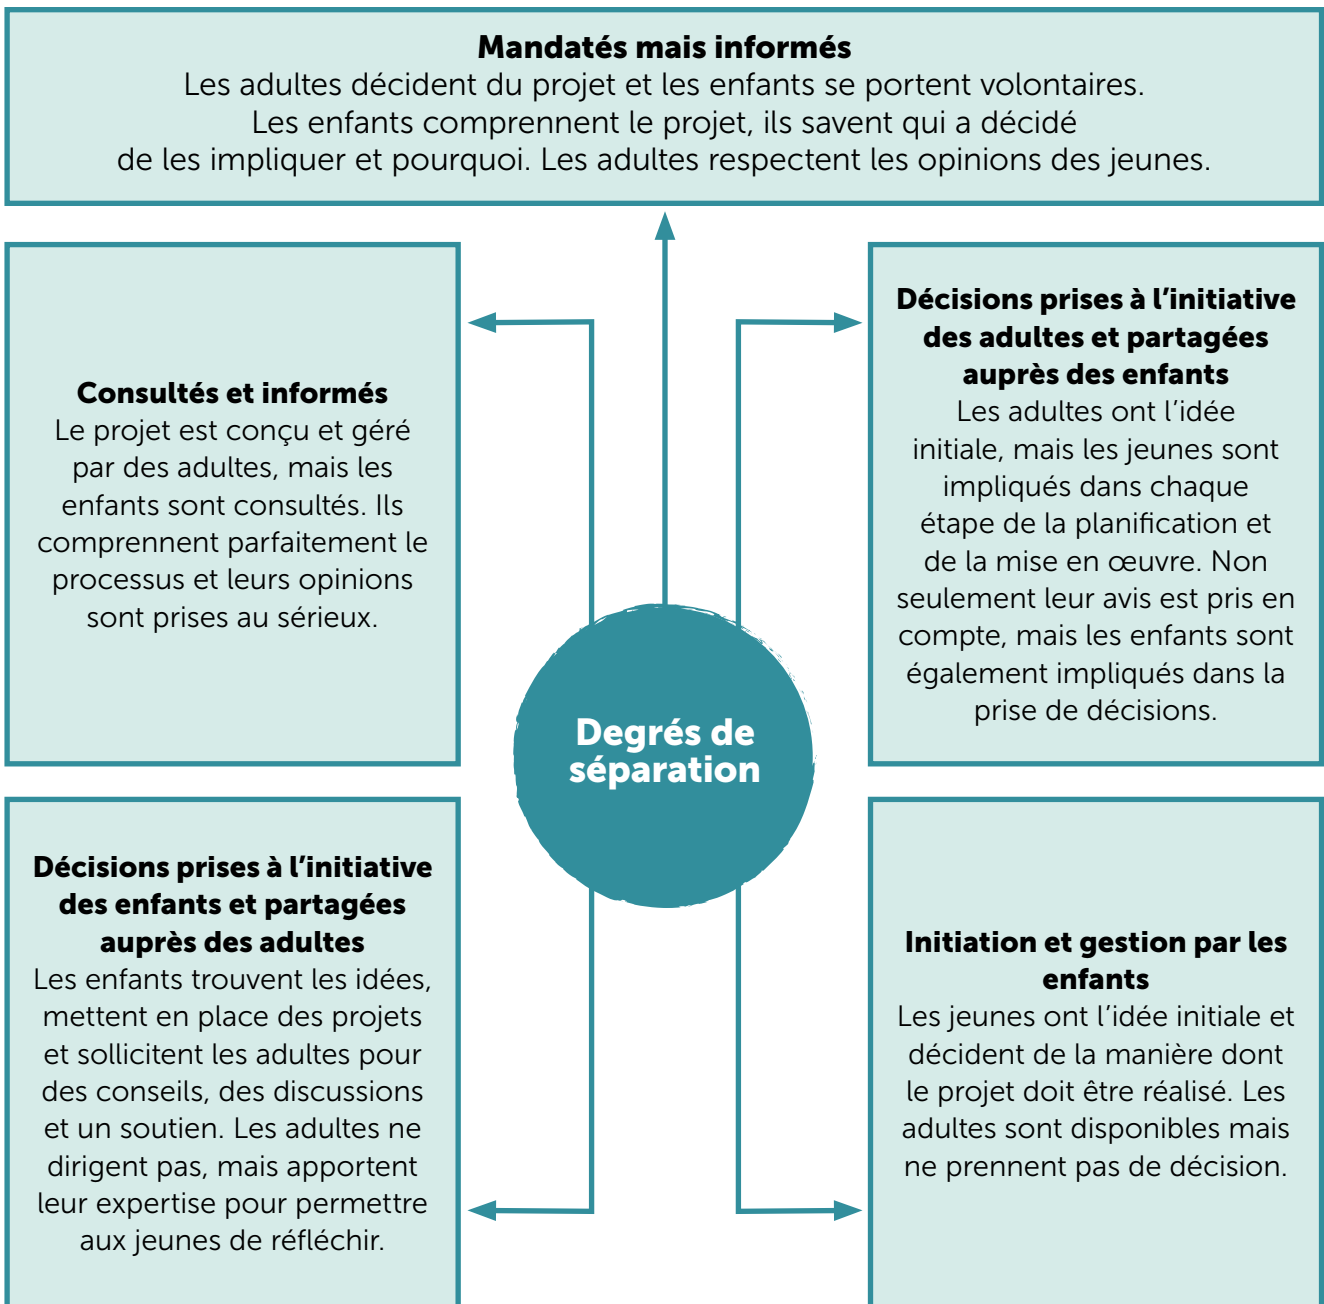 Mandatés mais informés
Les adultes décident du projet et les enfants se portent volontaires.
Les enfants comprennent le projet, ils savent qui a décidé
de les impliquer et pourquoi. Les adultes respectent les opinions des jeunes.
Consultés et informés
Le projet est conçu et géré
par des adultes, mais les
enfants sont consultés. Ils
comprennent parfaitement le
processus et leurs opinions
sont prises au sérieux.
Décisions prises à l’initiative
des adultes et partagées
auprès des enfants
Les adultes ont l’idée
initiale, mais les jeunes sont
impliqués dans chaque
étape de la planification et
de la mise en œuvre. Non
seulement leur avis est pris en
compte, mais les enfants sont
également impliqués dans la
prise de décisions.
Degrés de
séparation
Décisions prises à l’initiative
des enfants et partagées
auprès des adultes
Les enfants trouvent les idées,
mettent en place des projets
et sollicitent les adultes pour
des conseils, des discussions
et un soutien. Les adultes ne
dirigent pas, mais apportent
leur expertise pour permettre
aux jeunes de réfléchir.
Initiation et gestion par les
enfants
Les jeunes ont l’idée initiale et
décident de la manière dont
le projet doit être réalisé. Les
adultes sont disponibles mais
ne prennent pas de décision.